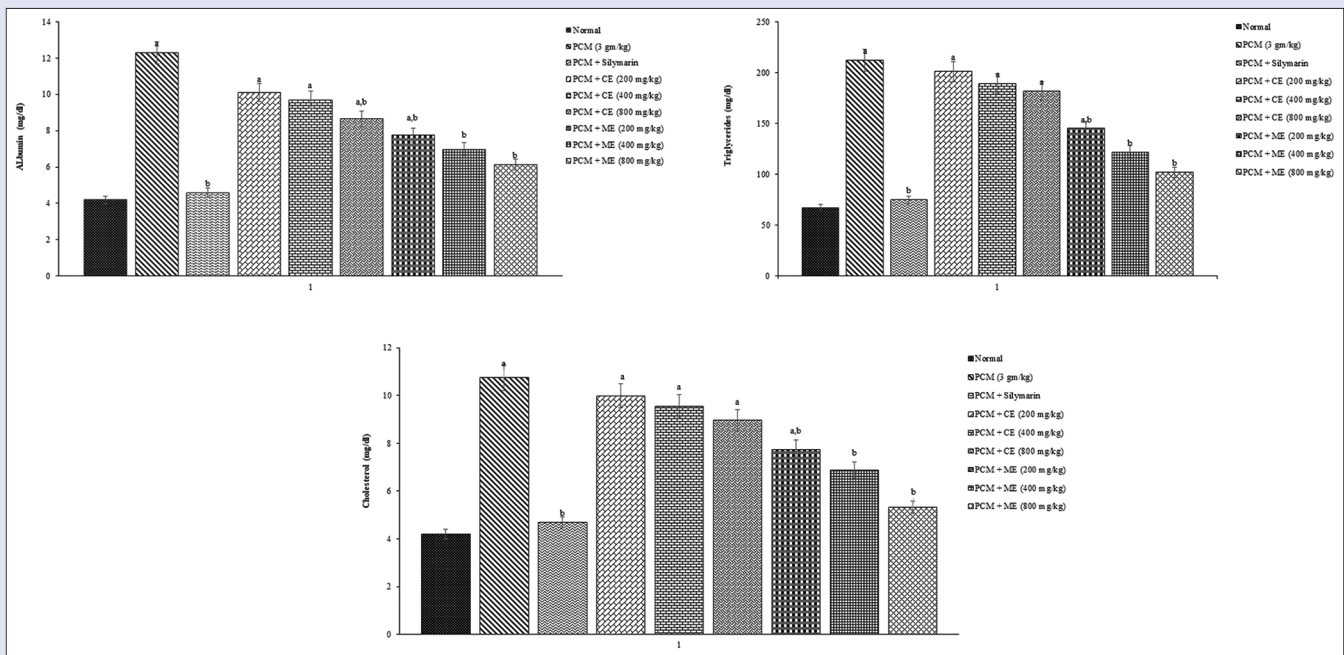 14
12
10
8
6
4
2
0
ALbumin (mg/dl)
a
b
a
a
a,b
a,b
b
b
1
Normal
PCM (3 gm/kg)
PCM + Silymarin
PCM + CE (200 mg/kg)
PCM + CE (400 mg/kg)
PCM + CE (800 mg/kg)
PCM + ME (200 mg/kg)
PCM + ME (400 mg/kg)
PCM + ME (800 mg/kg)
250
200
150
100
50
0
Triglycerides (mg/dl)
a
b
a
a
a
a,b
b
b
1
Normal
PCM (3 gm/kg)
PCM + Silymarin
PCM + CE (200 mg/kg)
PCM + CE (400 mg/kg)
PCM + CE (800 mg/kg)
PCM + ME (200 mg/kg)
PCM + ME (400 mg/kg)
PCM + ME (800 mg/kg)
12
10
8
6
4
2
0
Cholesterol (mg/dl)
a
b
a
a
a
a,b
b
b
1
Normal
PCM (3 gm/kg)
PCM + Silymarin
PCM + CE (200 mg/kg)
PCM + CE (400 mg/kg)
PCM + CE (800 mg/kg)
PCM + ME (200 mg/kg)
PCM + ME (400 mg/kg)
PCM + ME (800 mg/kg)